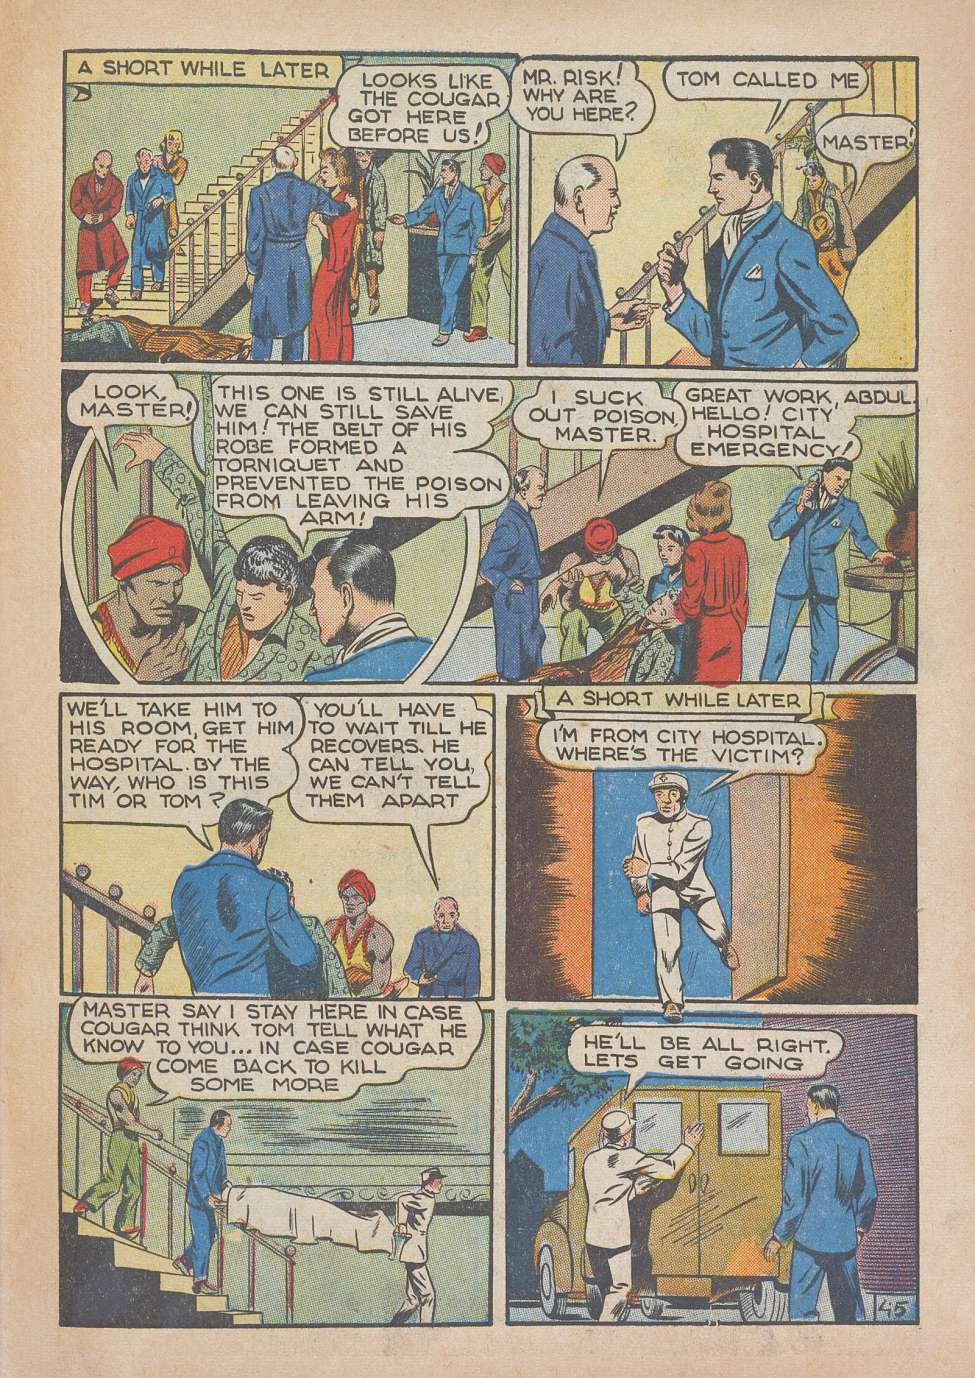 A SHORT WHILE LATER
LOOKS LIKE
THE COUGAR
GOT HERE
BEFORE US!
MR. RISK!
WHY ARE
YOU HERE?
TOM CALLED ME
MASTER!
LOOK,
MASTER!
THIS ONE IS STILL ALIVE,
WE CAN STILL SAVE
HIM! THE BELT OF HIS
ROBE FORMED A
TORNIQUET AND
PREVENTED THE POISON
FROM LEAVING HIS
ARM!
I SUCK
OUT POISON,
MASTER.
GREAT WORK, ABDUL.
HELLO! CITY
HOSPITAL
EMERGENCY!
WE'LL TAKE HIM TO
HIS ROOM, GET HIM
READY FOR THE
HOSPITAL. BY THE
WAY, WHO IS THIS
TIM OR TOM?
YOU'LL HAVE
TO WAIT TILL HE
RECOVERS. HE
CAN TELL YOU,
WE CAN'T TELL
THEM APART
A SHORT WHILE LATER
I'M FROM CITY HOSPITAL.
WHERE'S THE VICTIM?
MASTER SAY I STAY HERE IN CASE
COUGAR THINK TOM TELL WHAT HE
KNOW TO YOU... IN CASE COUGAR
COME BACK TO KILL
SOME MORE
HE'LL BE ALL RIGHT.
LETS GET GOING
45